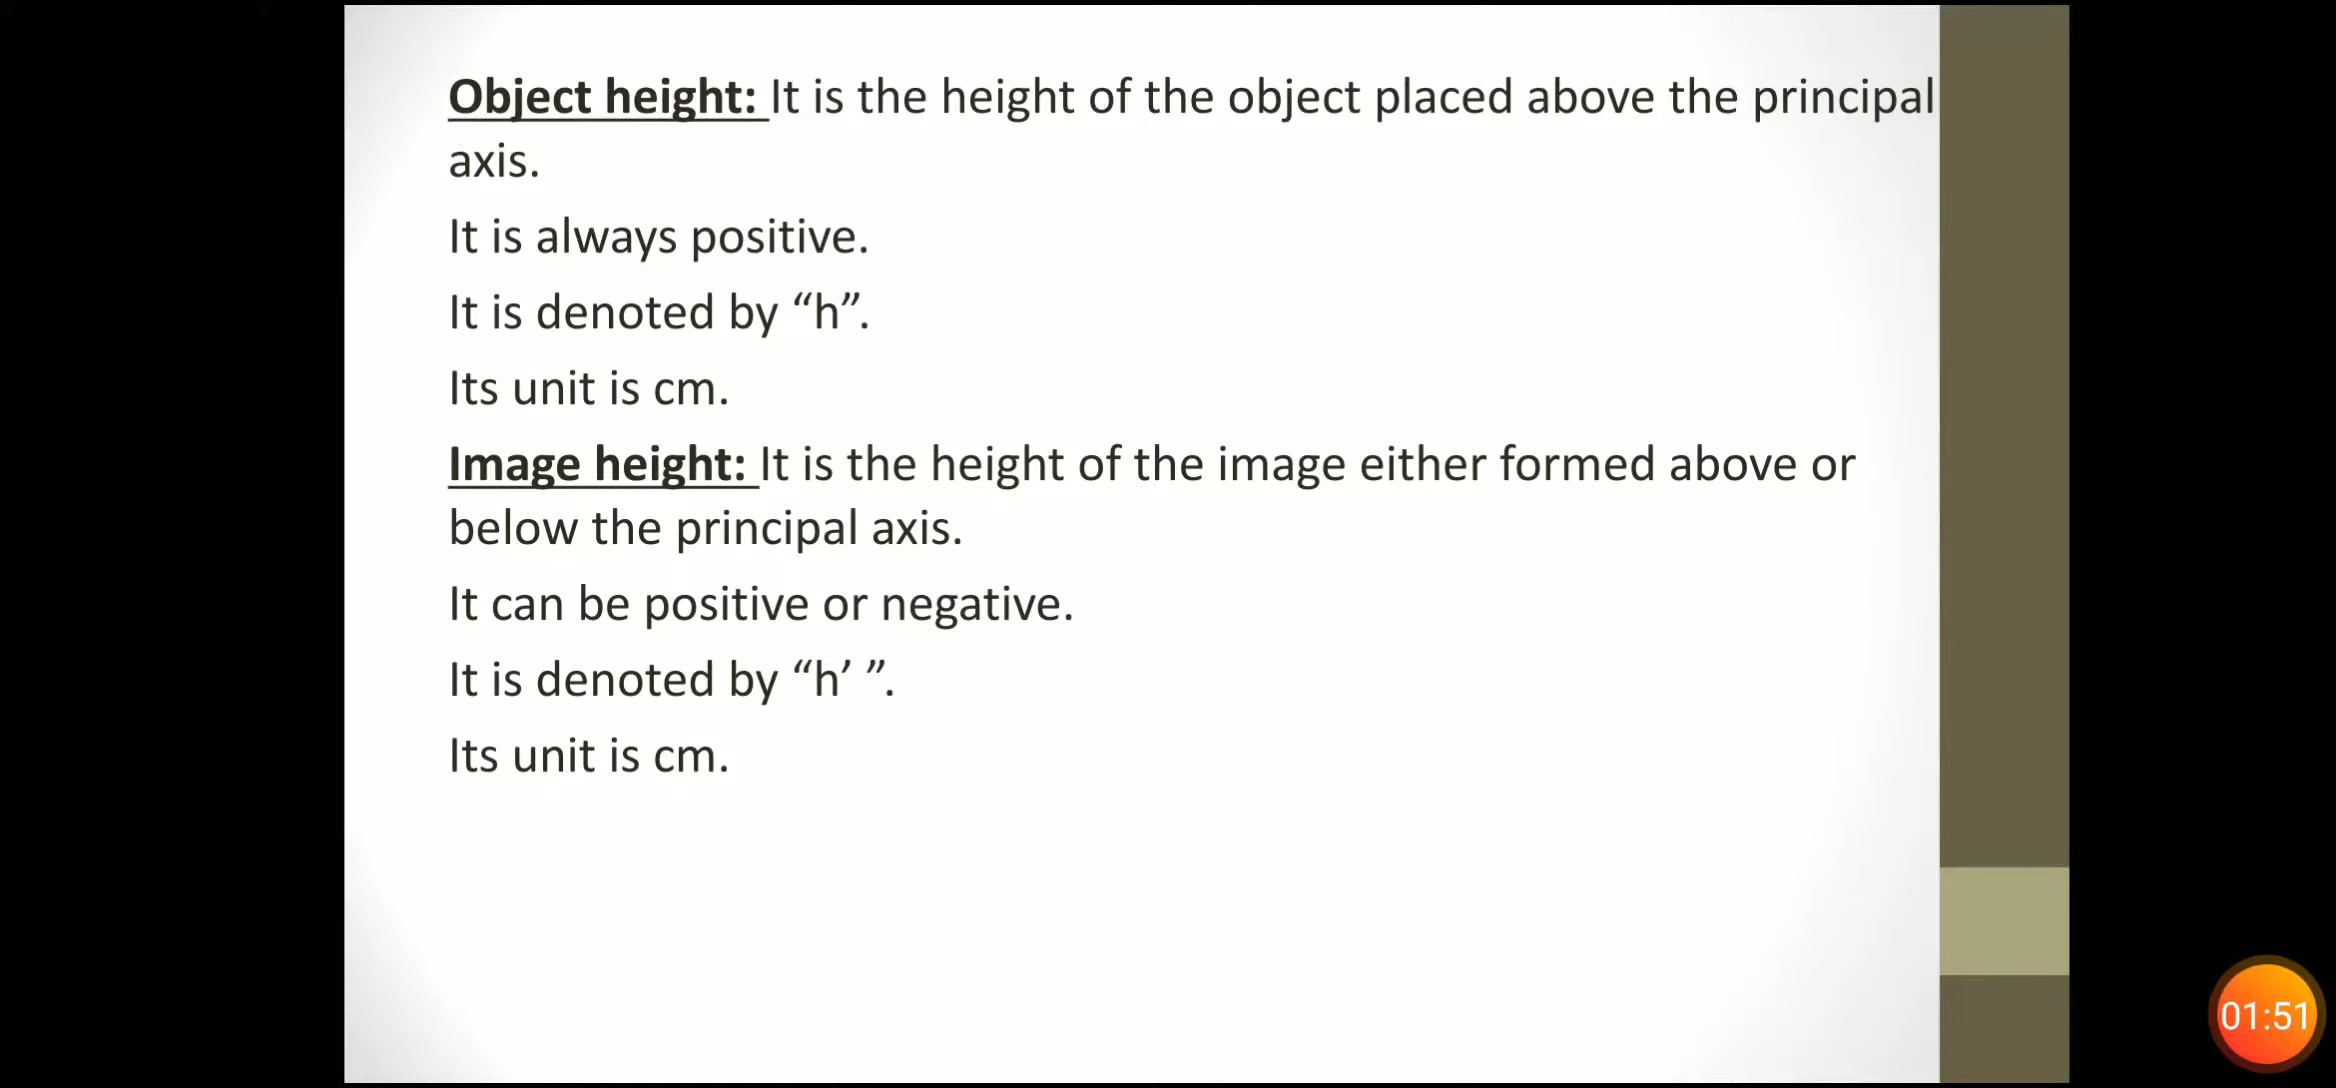 Object height: It is the height of the object placed above the principal
axis.
It is always positive.
It is denoted by “h”.
Its unit is cm.
Image height: It is the height of the image either formed above or
below the principal axis.
It can be positive or negative.
It is denoted by “h’ ”.
Its unit is cm.
01:51